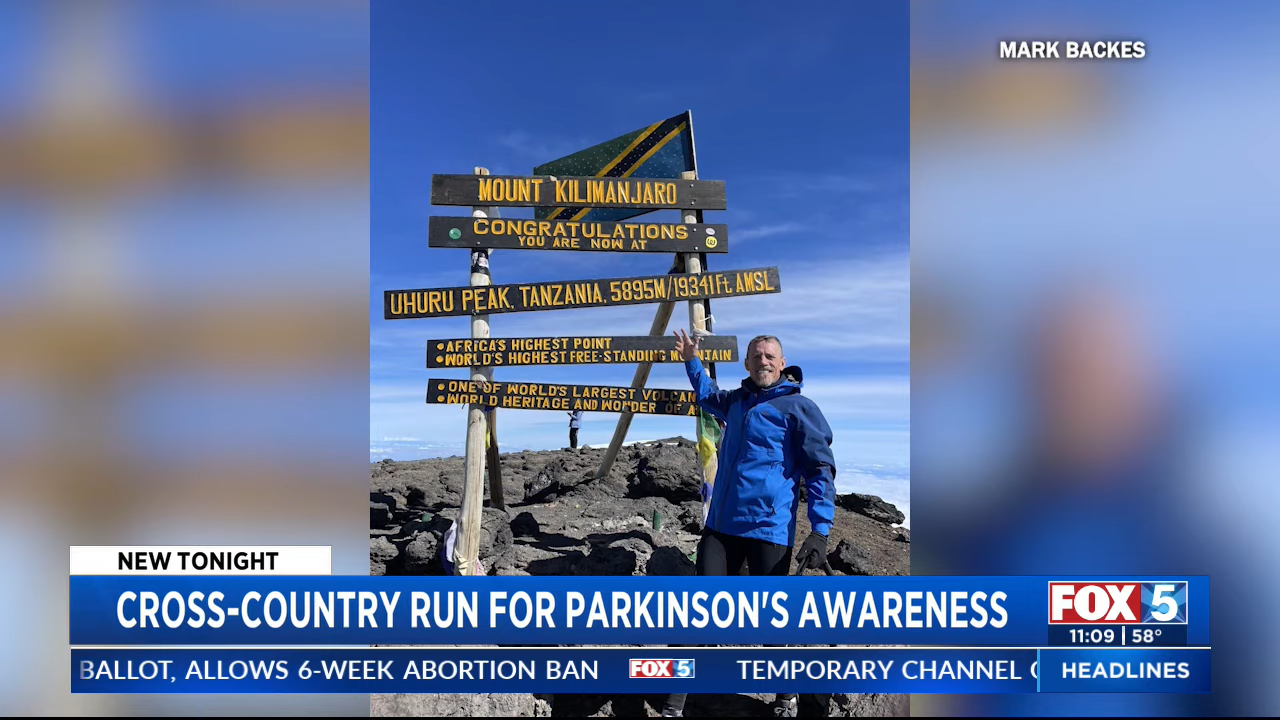 MARK BACKES
MOUNT KILIMANJARO
CONGRATULATIONS
YOU ARE NOW AT
UHURU PEAK, TANZANIA, 5895M/19341Ft AMSL
•AFRICA'S HIGHEST POINT
•WORLD'S HIGHEST FREE-STANDING MOUNTAIN
•ONE OF WORLD'S LARGEST VOLCAN
•WORLD HERITAGE AND WONDER OF A
NEW TONIGHT
CROSS-COUNTRY RUN FOR PARKINSON'S AWARENESS
FOX 5
11:09 | 58°
BALLOT, ALLOWS 6-WEEK ABORTION BAN FOX 5 TEMPORARY CHANNEL
HEADLINES